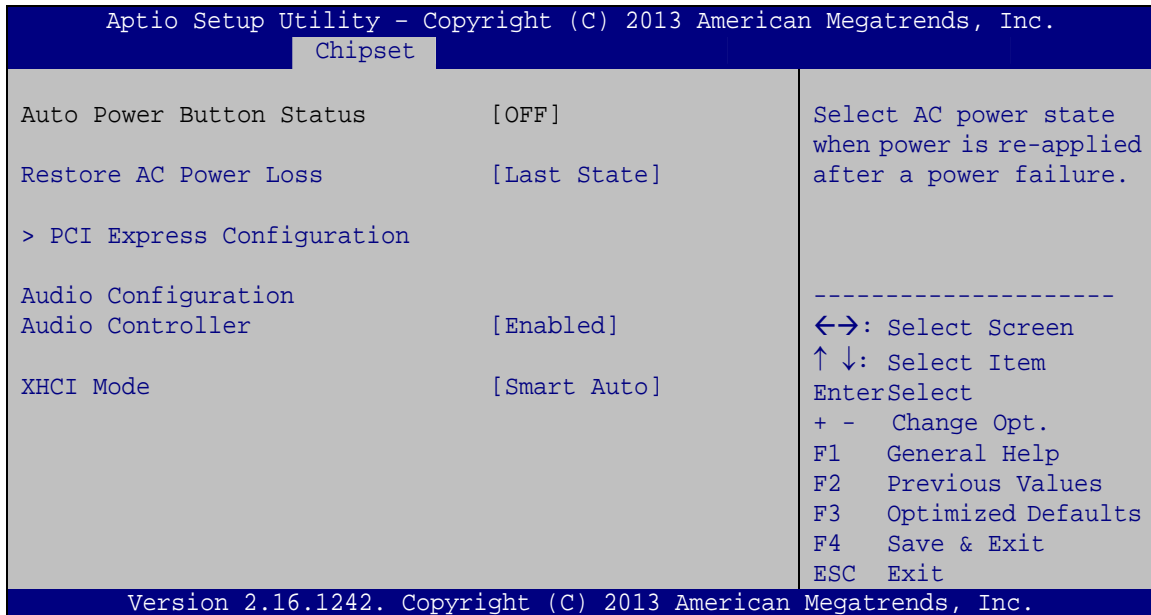 Aptio Setup Utility – Copyright (C) 2013 American Megatrends, Inc.
Chipset
Auto Power Button Status [OFF]
Restore AC Power Loss [Last State]
> PCI Express Configuration
Audio Configuration
Audio Controller [Enabled]
XHCI Mode [Smart Auto]
Select AC power state
when power is re-applied
after a power failure.
---------------------
←→: Select Screen
↑ ↓: Select Item
EnterSelect
+ - Change Opt.
F1 General Help
F2 Previous Values
F3 Optimized Defaults
F4 Save & Exit
ESC Exit
Version 2.16.1242. Copyright (C) 2013 American Megatrends, Inc.